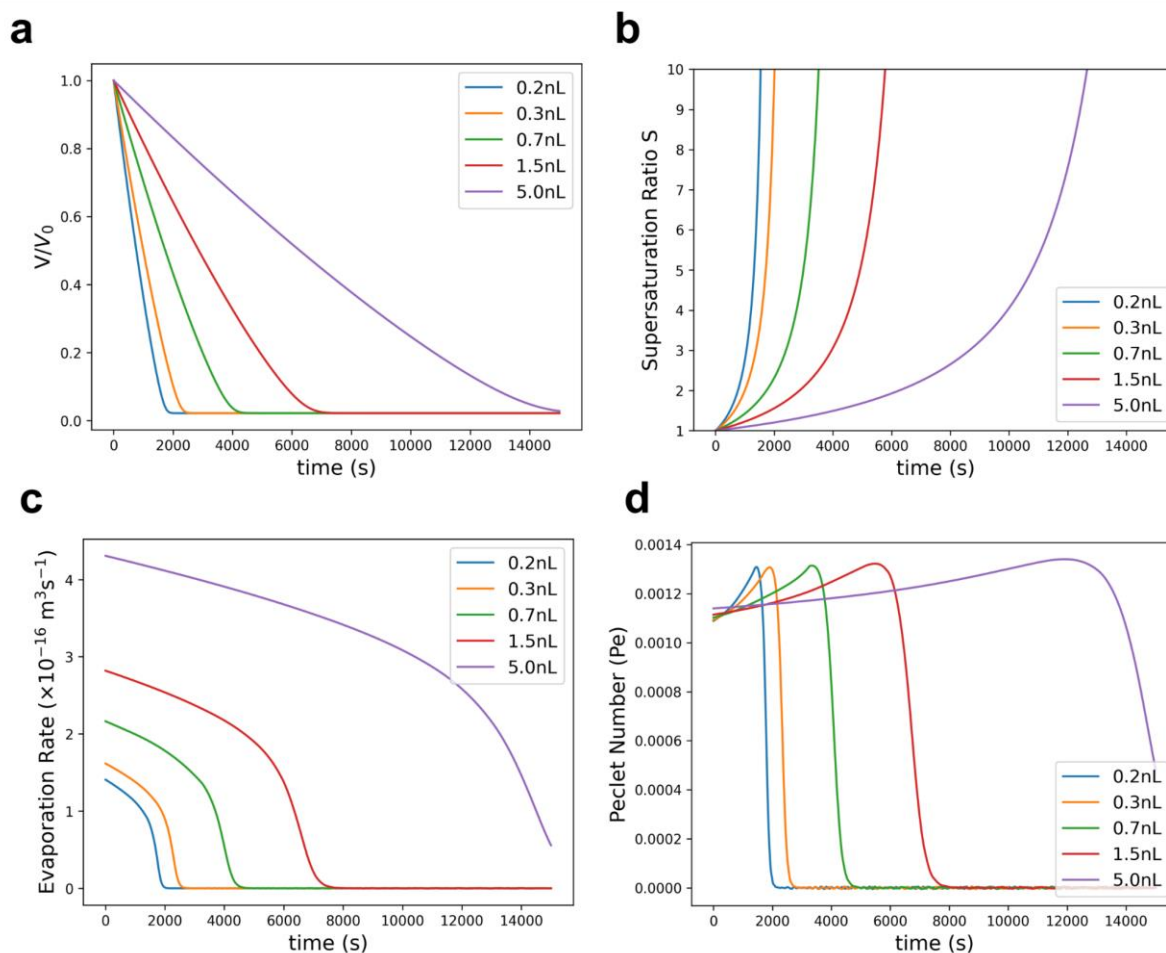 a
1.0
0.8
0.6
0.4
0.2
0.0
V/V₀
0 2000 4000 6000 8000 10000 12000 14000
time (s)
0.2nL
0.3nL
0.7nL
1.5nL
5.0nL
b
10
9
8
7
6
5
4
3
2
1
Supersaturation Ratio S
0 2000 4000 6000 8000 10000 12000 14000
time (s)
0.2nL
0.3nL
0.7nL
1.5nL
5.0nL
c
4
3
2
1
0
Evaporation Rate (×10⁻¹⁶ m³s⁻¹)
0 2000 4000 6000 8000 10000 12000 14000
time (s)
0.2nL
0.3nL
0.7nL
1.5nL
5.0nL
d
0.0014
0.0012
0.0010
0.0008
0.0006
0.0004
0.0002
0.0000
Peclet Number (Pe)
0 2000 4000 6000 8000 10000 12000 14000
time (s)
0.2nL
0.3nL
0.7nL
1.5nL
5.0nL